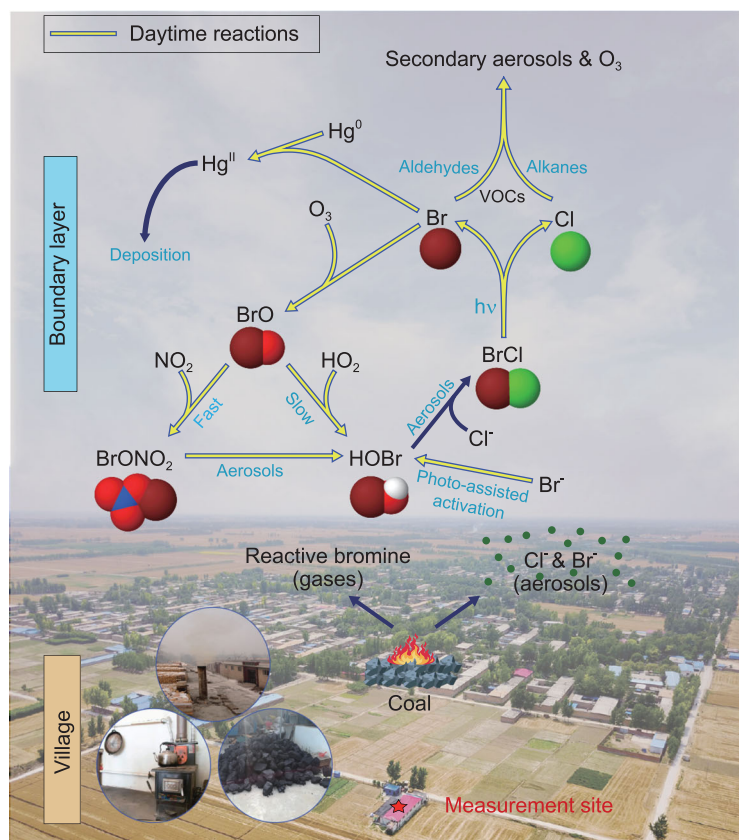 Daytime reactions
Secondary aerosols & O₃
Hg⁰
Hgᴵᴵ
Aldehydes
Alkanes
VOCs
O₃
Br
Cl
Deposition
Boundary layer
hν
BrO
NO₂
HO₂
BrCl
Fast
Slow
Aerosols
Cl⁻
BrONO₂
Aerosols
HOBr
Br⁻
Photo-assisted
activation
Reactive bromine
(gases)
Cl⁻ & Br⁻
(aerosols)
Coal
Village
Measurement site